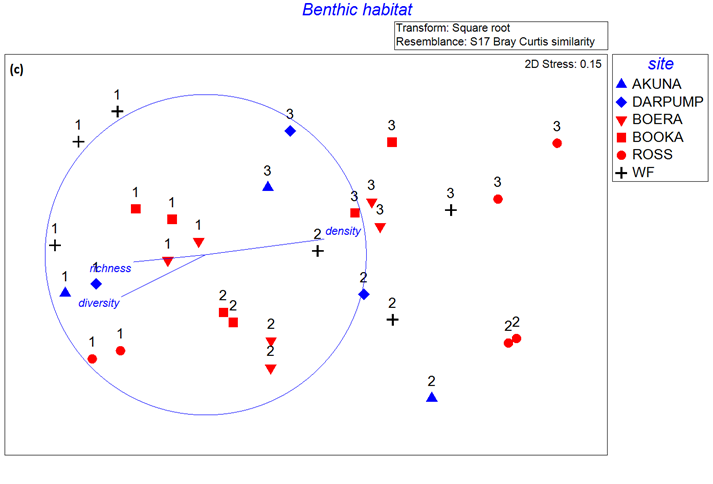 Benthic habitat
Transform: Square root
Resemblance: S17 Bray Curtis similarity
(c)
2D Stress: 0.15
site
AKUNA
DARPUMP
BOERA
BOOKA
ROSS
WF
1
1
3
3
3
3
3
1
1
3
3
3
3
1
1
1
2
density
richness
1
1
diversity
2
2
2
2
1
1
2
2
2
2
2